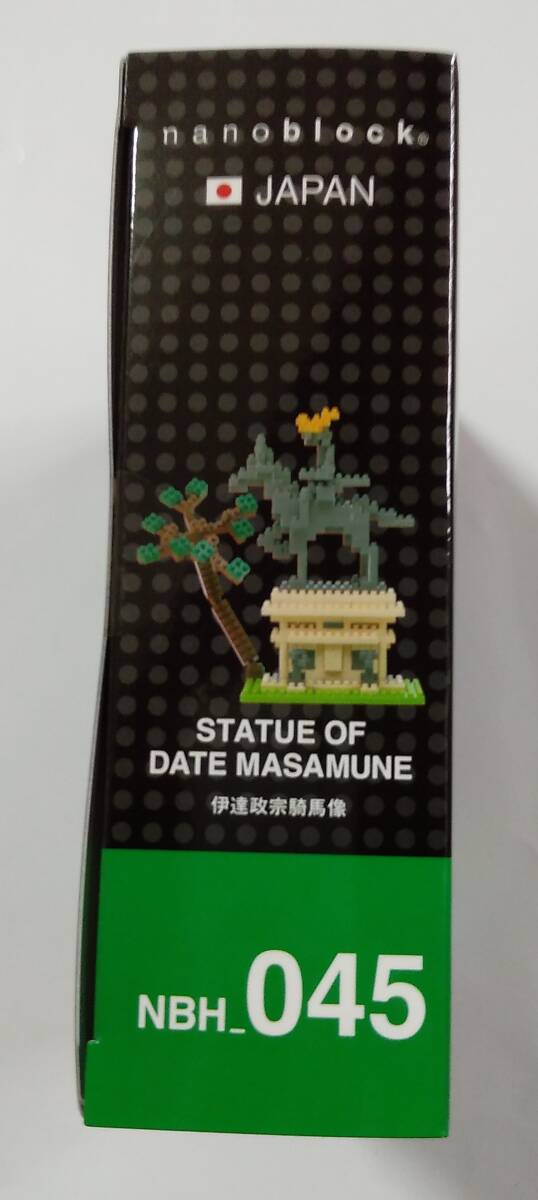 nanoblock®
JAPAN
STATUE OF
DATE MASAMUNE
伊達政宗騎馬像
NBH_045